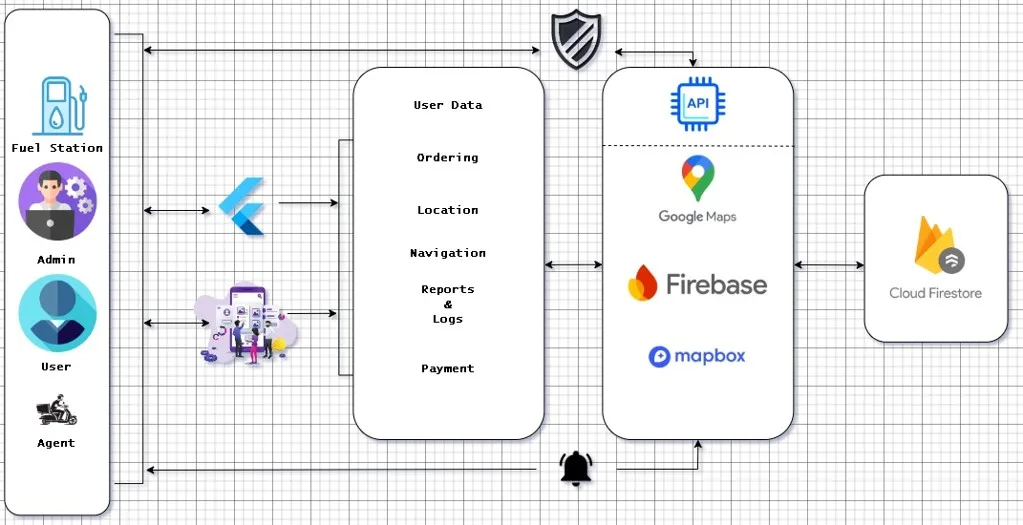 Fuel Station
Admin
User
Agent
User Data
Ordering
Location
Navigation
Reports
&
Logs
Payment
API
Google Maps
Firebase
mapbox
Cloud Firestore